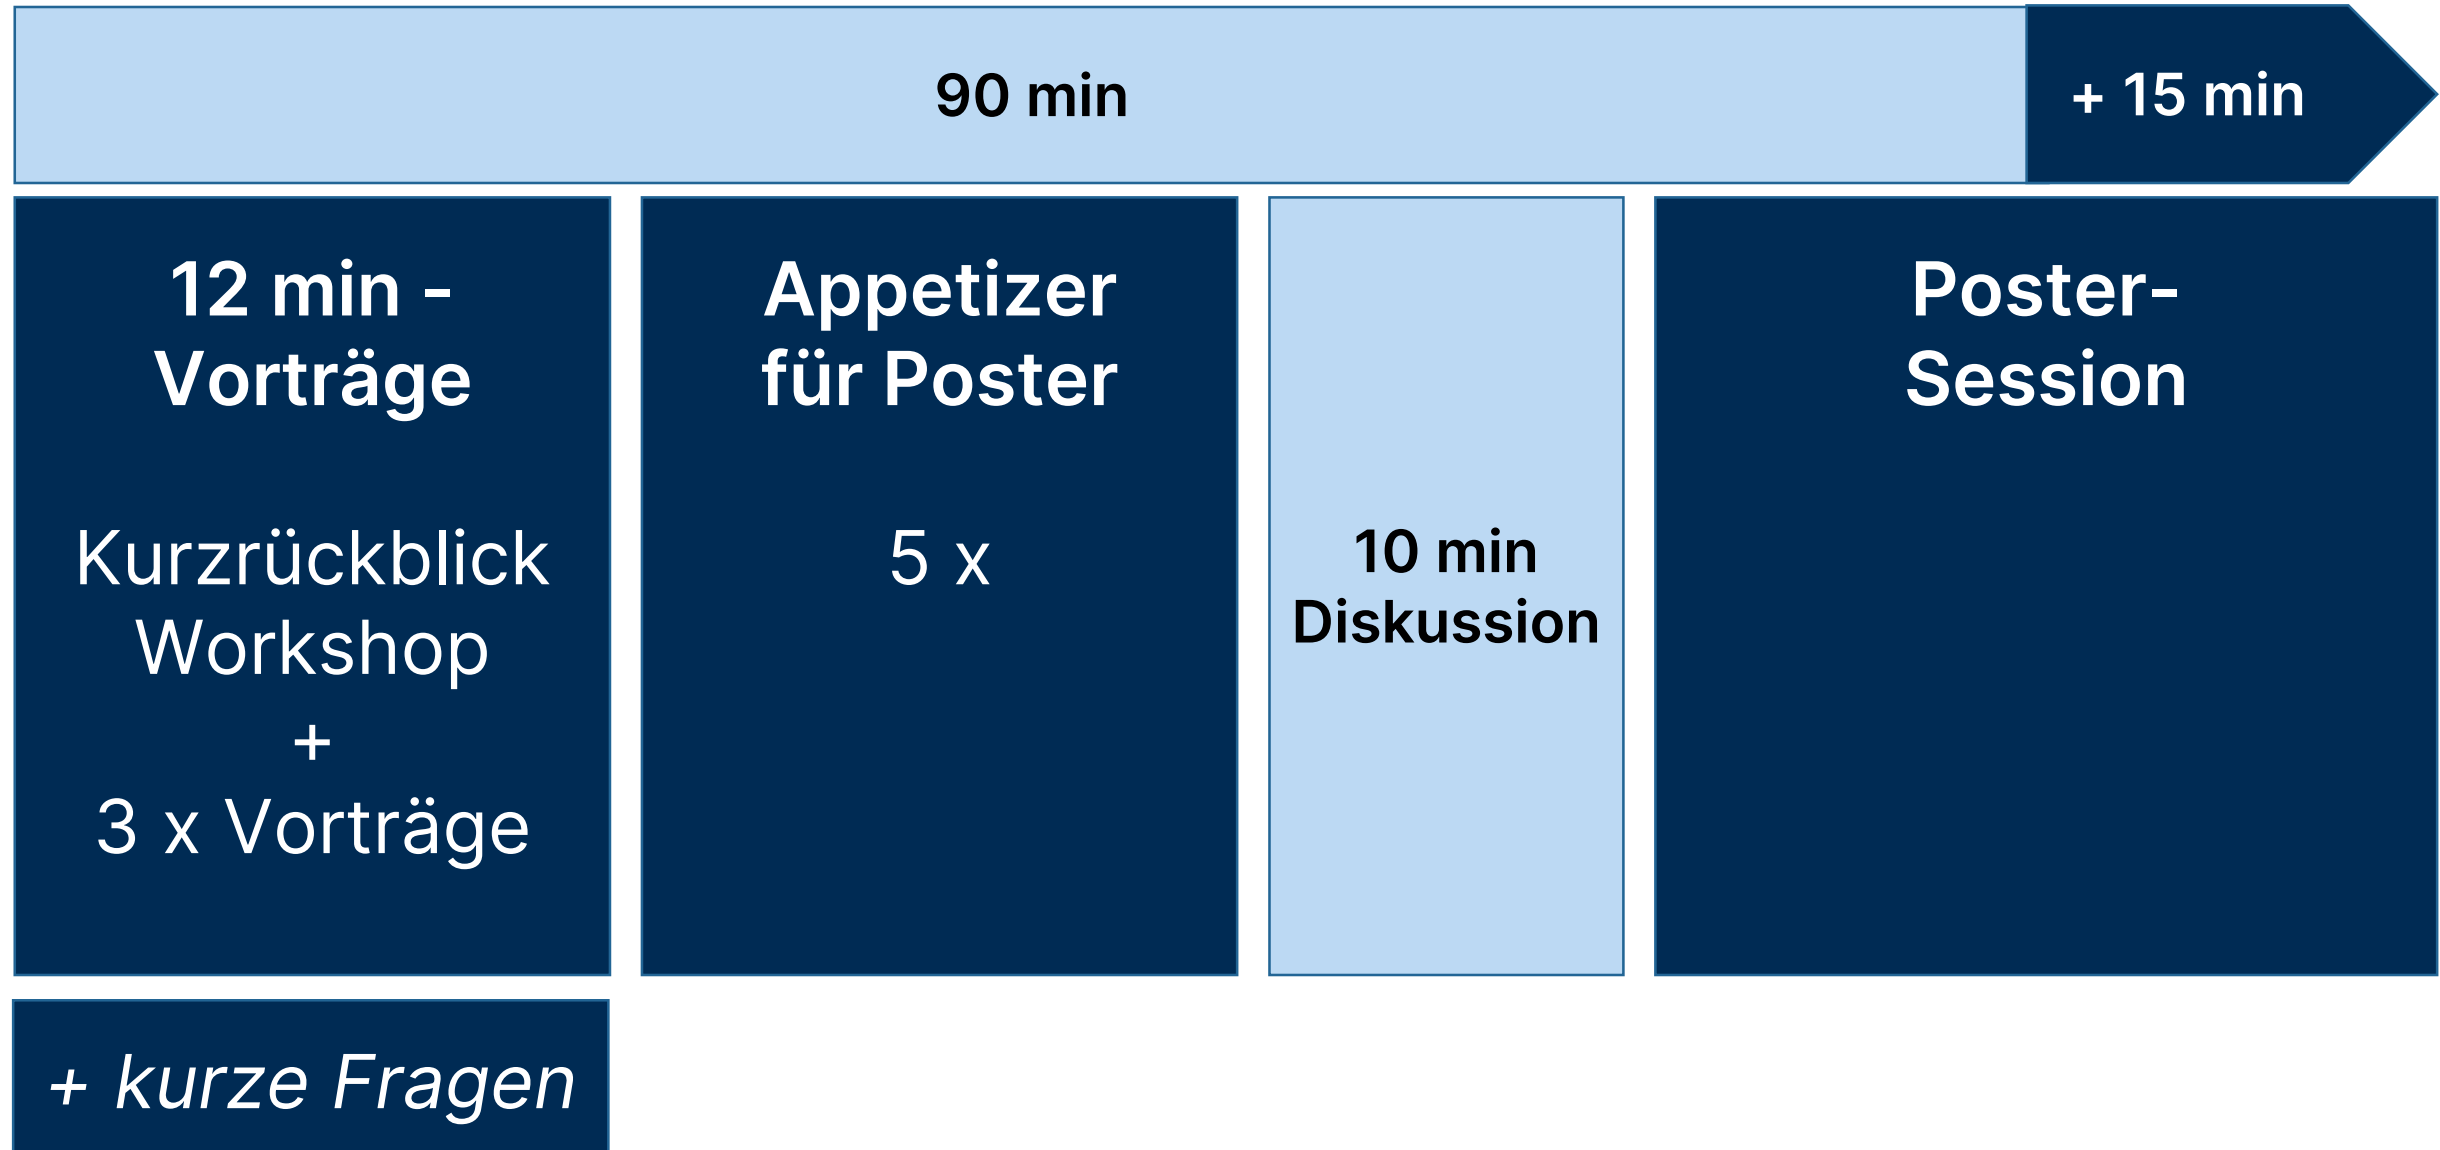 90 min
+ 15 min
12 min -
Vorträge
Kurzrückblick
Workshop
+
3 x Vorträge
+ kurze Fragen
Appetizer
für Poster
5 x
10 min
Diskussion
Poster-
Session